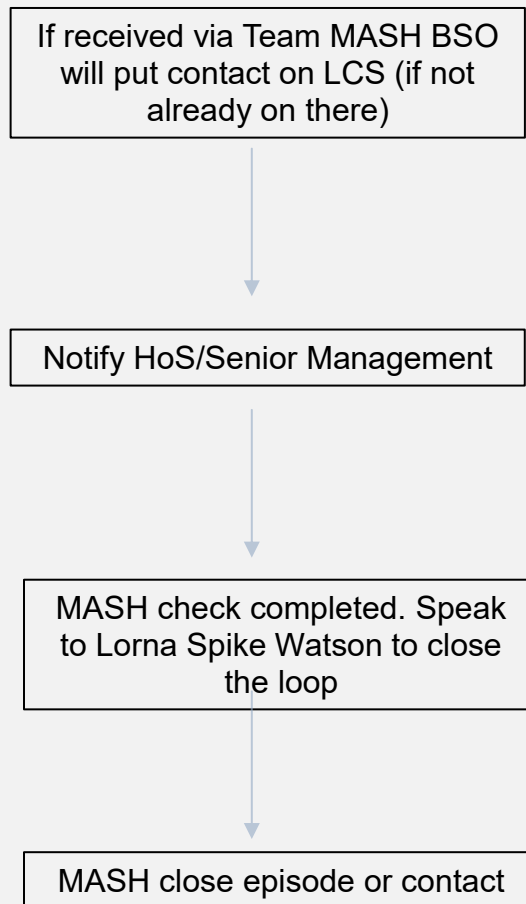 If received via Team MASH BSO
will put contact on LCS (if not
already on there)
Notify HoS/Senior Management
MASH check completed. Speak
to Lorna Spike Watson to close
the loop
MASH close episode or contact